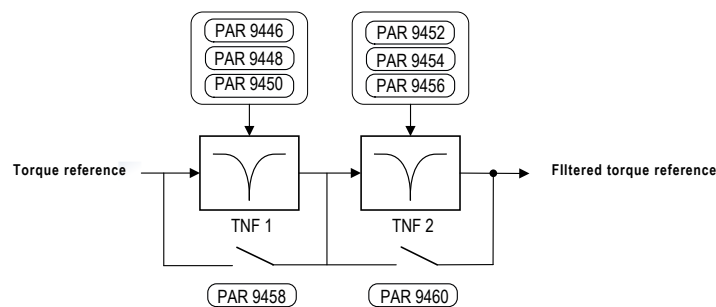 PAR 9446
PAR 9448
PAR 9450
PAR 9452
PAR 9454
PAR 9456
Torque reference
FIltered torque reference
TNF 1
TNF 2
PAR 9458
PAR 9460